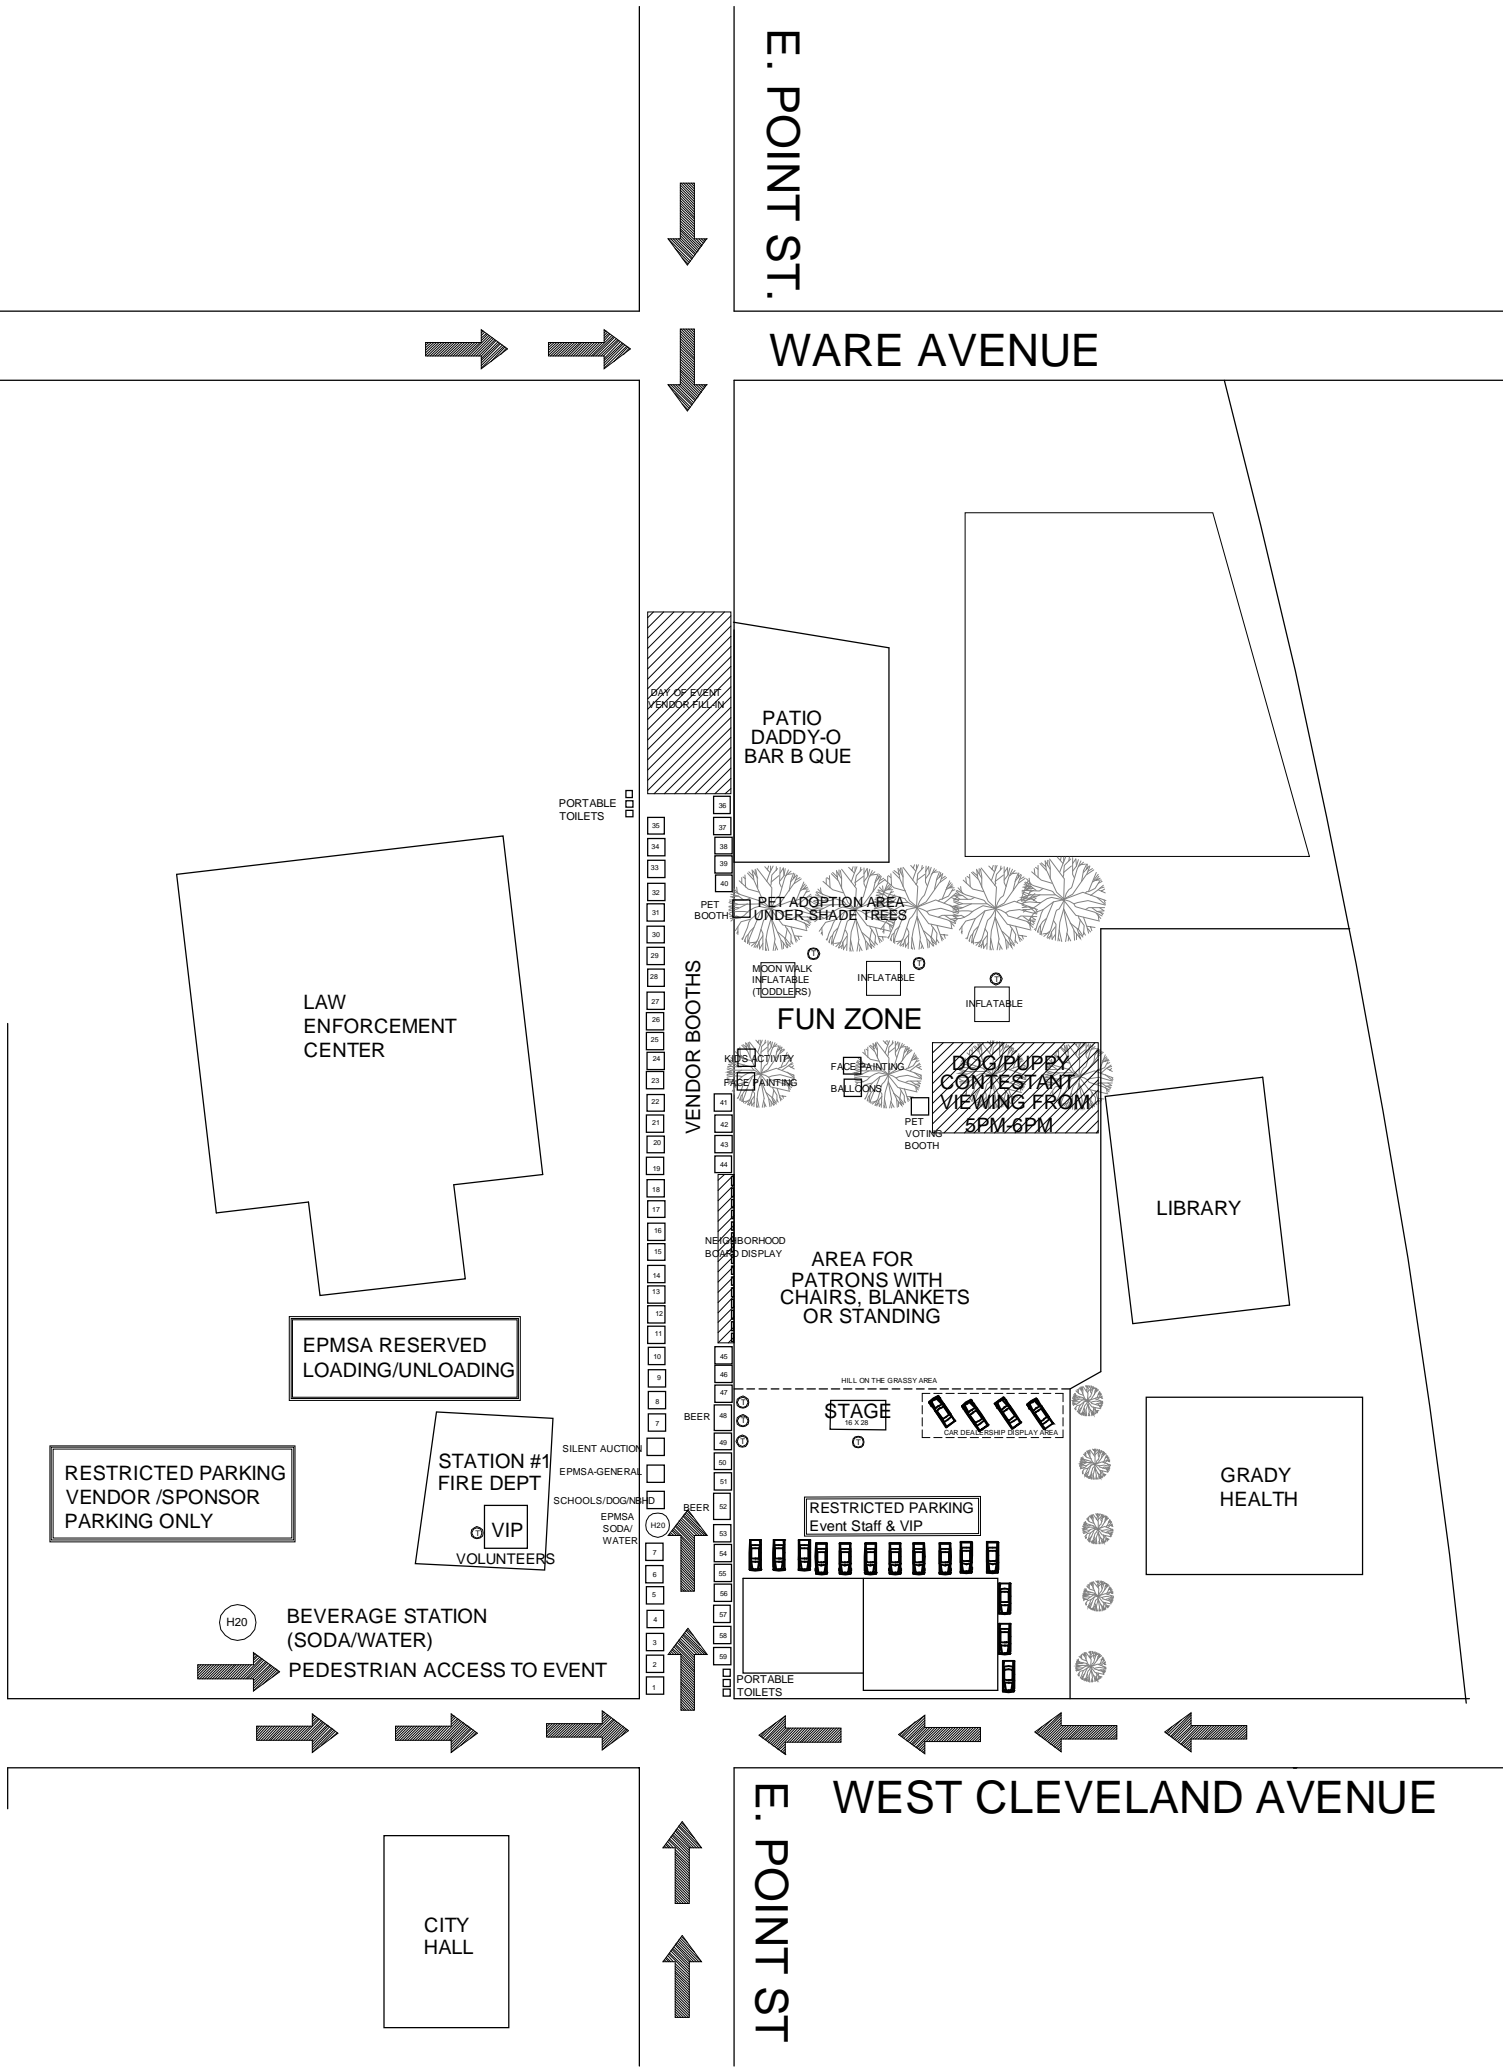 E. POINT ST.
WARE AVENUE
DAY OF EVENT
VENDOR FILL-IN
PATIO
DADDY-O
BAR B QUE
PORTABLE
TOILETS
36
35
37
34
38
33
39
40
32
31
PET
BOOTH
PET ADOPTION AREA
UNDER SHADE TREES
30
29
T
T
28
MOON WALK
INFLATABLE
(TODDLERS)
INFLATABLE
T
INFLATABLE
27
LAW
ENFORCEMENT
CENTER
VENDOR BOOTHS
FUN ZONE
26
25
24
KIDS ACTIVITY
FACE PAINTING
23
FACE PAINTING
BALLOONS
DOG/PUPPY
CONTESTANT
VIEWING FROM
5PM-6PM
22
41
21
42
PET
VOTING
BOOTH
20
43
19
44
18
17
LIBRARY
16
15
NEIGHBORHOOD
BOARD DISPLAY
AREA FOR
PATRONS WITH
CHAIRS, BLANKETS
OR STANDING
14
13
12
11
EPMSA RESERVED
LOADING/UNLOADING
10
45
9
46
HILL ON THE GRASSY AREA
8
47
T
7
BEER
48
T
STAGE
16 X 28
CAR DEALERSHIP DISPLAY AREA
SILENT AUCTION
49
T
T
STATION #1
FIRE DEPT
EPMSA-GENERAL
50
51
RESTRICTED PARKING
VENDOR /SPONSOR
PARKING ONLY
GRADY
HEALTH
SCHOOLS/DOG/NBHD
BEER
52
RESTRICTED PARKING
Event Staff & VIP
EPMSA
SODA/
WATER
H20
53
T
VIP
VOLUNTEERS
7
54
6
55
5
56
4
57
3
58
2
59
1
PORTABLE
TOILETS
H20
BEVERAGE STATION
(SODA/WATER)
PEDESTRIAN ACCESS TO EVENT
WEST CLEVELAND AVENUE
E. POINT ST
CITY
HALL